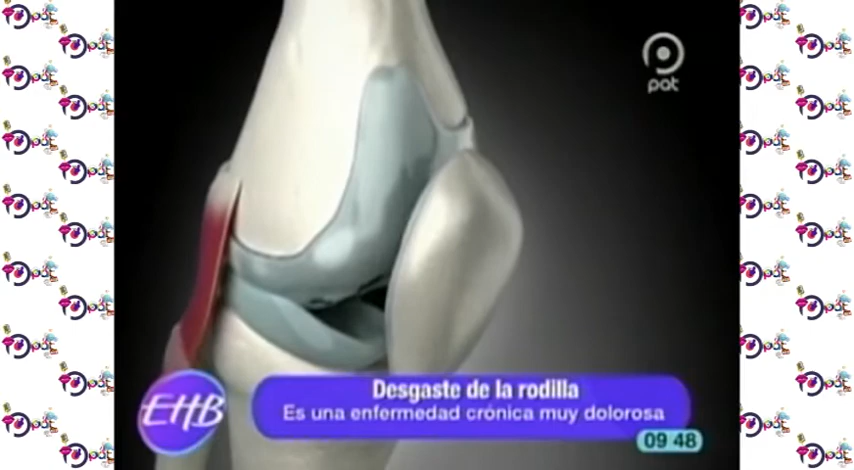 pat
Desgaste de la rodilla
EHB
Es una enfermedad crónica muy dolorosa
09 48